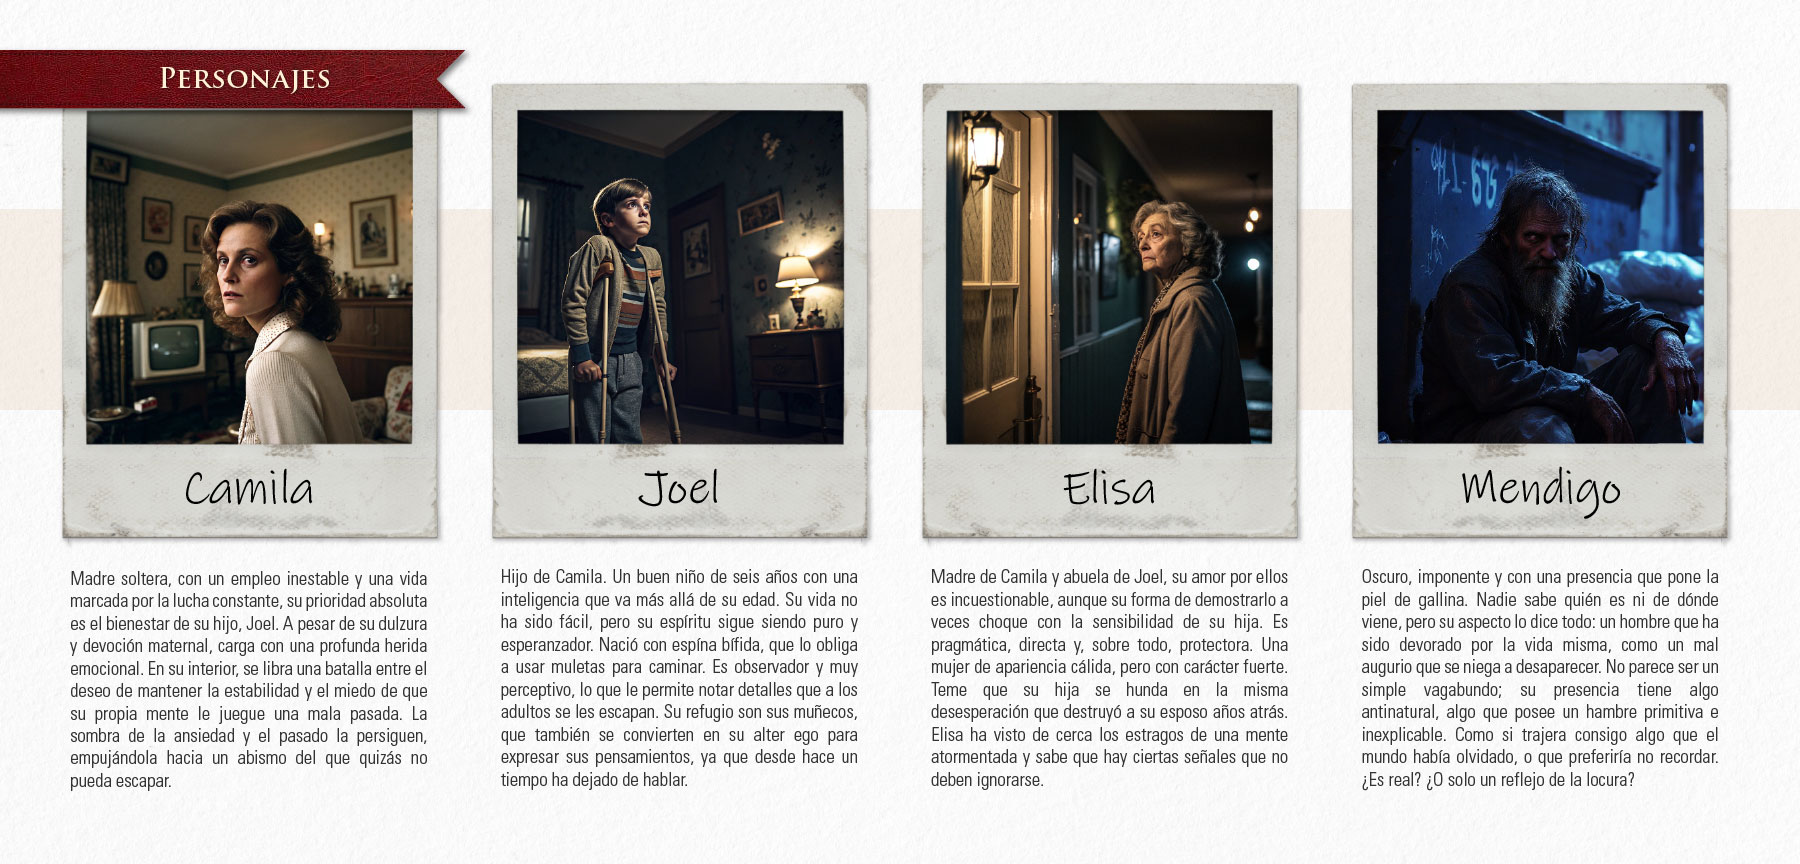 PERSONAJES
Camila
Madre soltera, con un empleo inestable y una vida
marcada por la lucha constante, su prioridad absoluta
es el bienestar de su hijo, Joel. A pesar de su dulzura
y devoción maternal, carga con una profunda herida
emocional. En su interior, se libra una batalla entre el
deseo de mantener la estabilidad y el miedo de que
su propia mente le juegue una mala pasada. La
sombra de la ansiedad y el pasado la persiguen,
empujándola hacia un abismo del que quizás no
pueda escapar.
Joel
Hijo de Camila. Un buen niño de seis años con una
inteligencia que va más allá de su edad. Su vida no
ha sido fácil, pero su espíritu sigue siendo puro y
esperanzador. Nació con espína bífida, que lo obliga
a usar muletas para caminar. Es observador y muy
perceptivo, lo que le permite notar detalles que a los
adultos se les escapan. Su refugio son sus muñecos,
que también se convierten en su alter ego para
expresar sus pensamientos, ya que desde hace un
tiempo ha dejado de hablar.
Elisa
Madre de Camila y abuela de Joel, su amor por ellos
es incuestionable, aunque su forma de demostrarlo a
veces choque con la sensibilidad de su hija. Es
pragmática, directa y, sobre todo, protectora. Una
mujer de apariencia cálida, pero con carácter fuerte.
Teme que su hija se hunda en la misma
desesperación que destruyó a su esposo años atrás.
Elisa ha visto de cerca los estragos de una mente
atormentada y sabe que hay ciertas señales que no
deben ignorarse.
Mendigo
Oscuro, imponente y con una presencia que pone la
piel de gallina. Nadie sabe quién es ni de dónde
viene, pero su aspecto lo dice todo: un hombre que ha
sido devorado por la vida misma, como un mal
augurio que se niega a desaparecer. No parece ser un
simple vagabundo; su presencia tiene algo
antinatural, algo que posee un hambre primitiva e
inexplicable. Como si trajera consigo algo que el
mundo había olvidado, o que preferiría no recordar.
¿Es real? ¿O solo un reflejo de la locura?